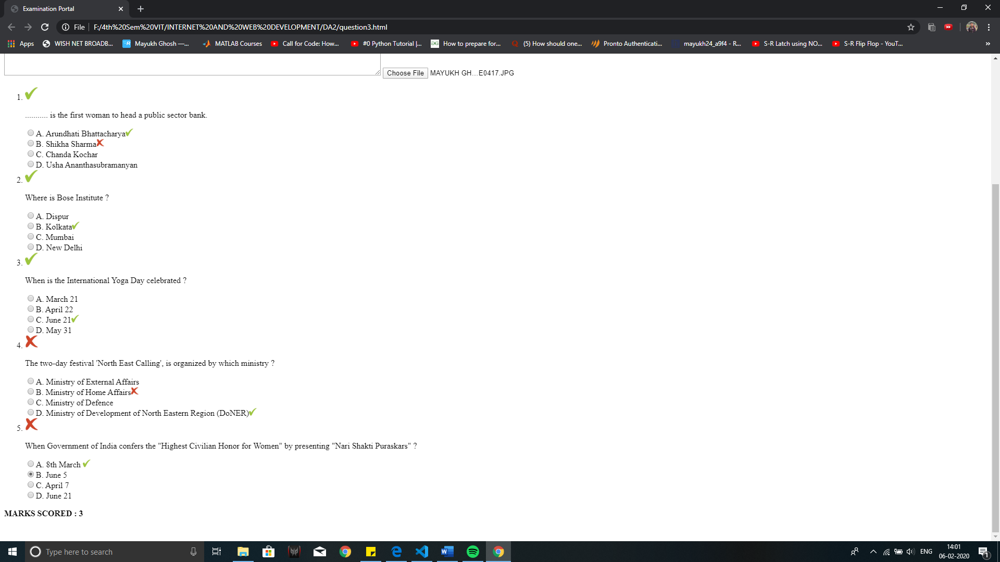 Examination Portal
File F:/4th%20Sem%20VIT/INTERNET%20AND%20WEB%20DEVELOPMENT/DA2/question3.html
Apps WISH NET BROADB... Mayukh Ghosh —... MATLAB Courses Call for Code: How... #0 Python Tutorial |... How to prepare for... (5) How should one... Pronto Authenticati... mayukh24_a9f4 - R... S-R Latch using NO... S-R Flip Flop - YouT... »
Choose File MAYUKH GH...E0417.JPG
1.
........... is the first woman to head a public sector bank.
A. Arundhati Bhattacharya
B. Shikha Sharma
C. Chanda Kochar
D. Usha Ananthasubramanyan
2.
Where is Bose Institute ?
A. Dispur
B. Kolkata
C. Mumbai
D. New Delhi
3.
When is the International Yoga Day celebrated ?
A. March 21
B. April 22
C. June 21
D. May 31
4.
The two-day festival 'North East Calling', is organized by which ministry ?
A. Ministry of External Affairs
B. Ministry of Home Affairs
C. Ministry of Defence
D. Ministry of Development of North Eastern Region (DoNER)
5.
When Government of India confers the "Highest Civilian Honor for Women" by presenting "Nari Shakti Puraskars" ?
A. 8th March
B. June 5
C. April 7
D. June 21
MARKS SCORED : 3
Type here to search
ENG
14:01
06-02-2020
1